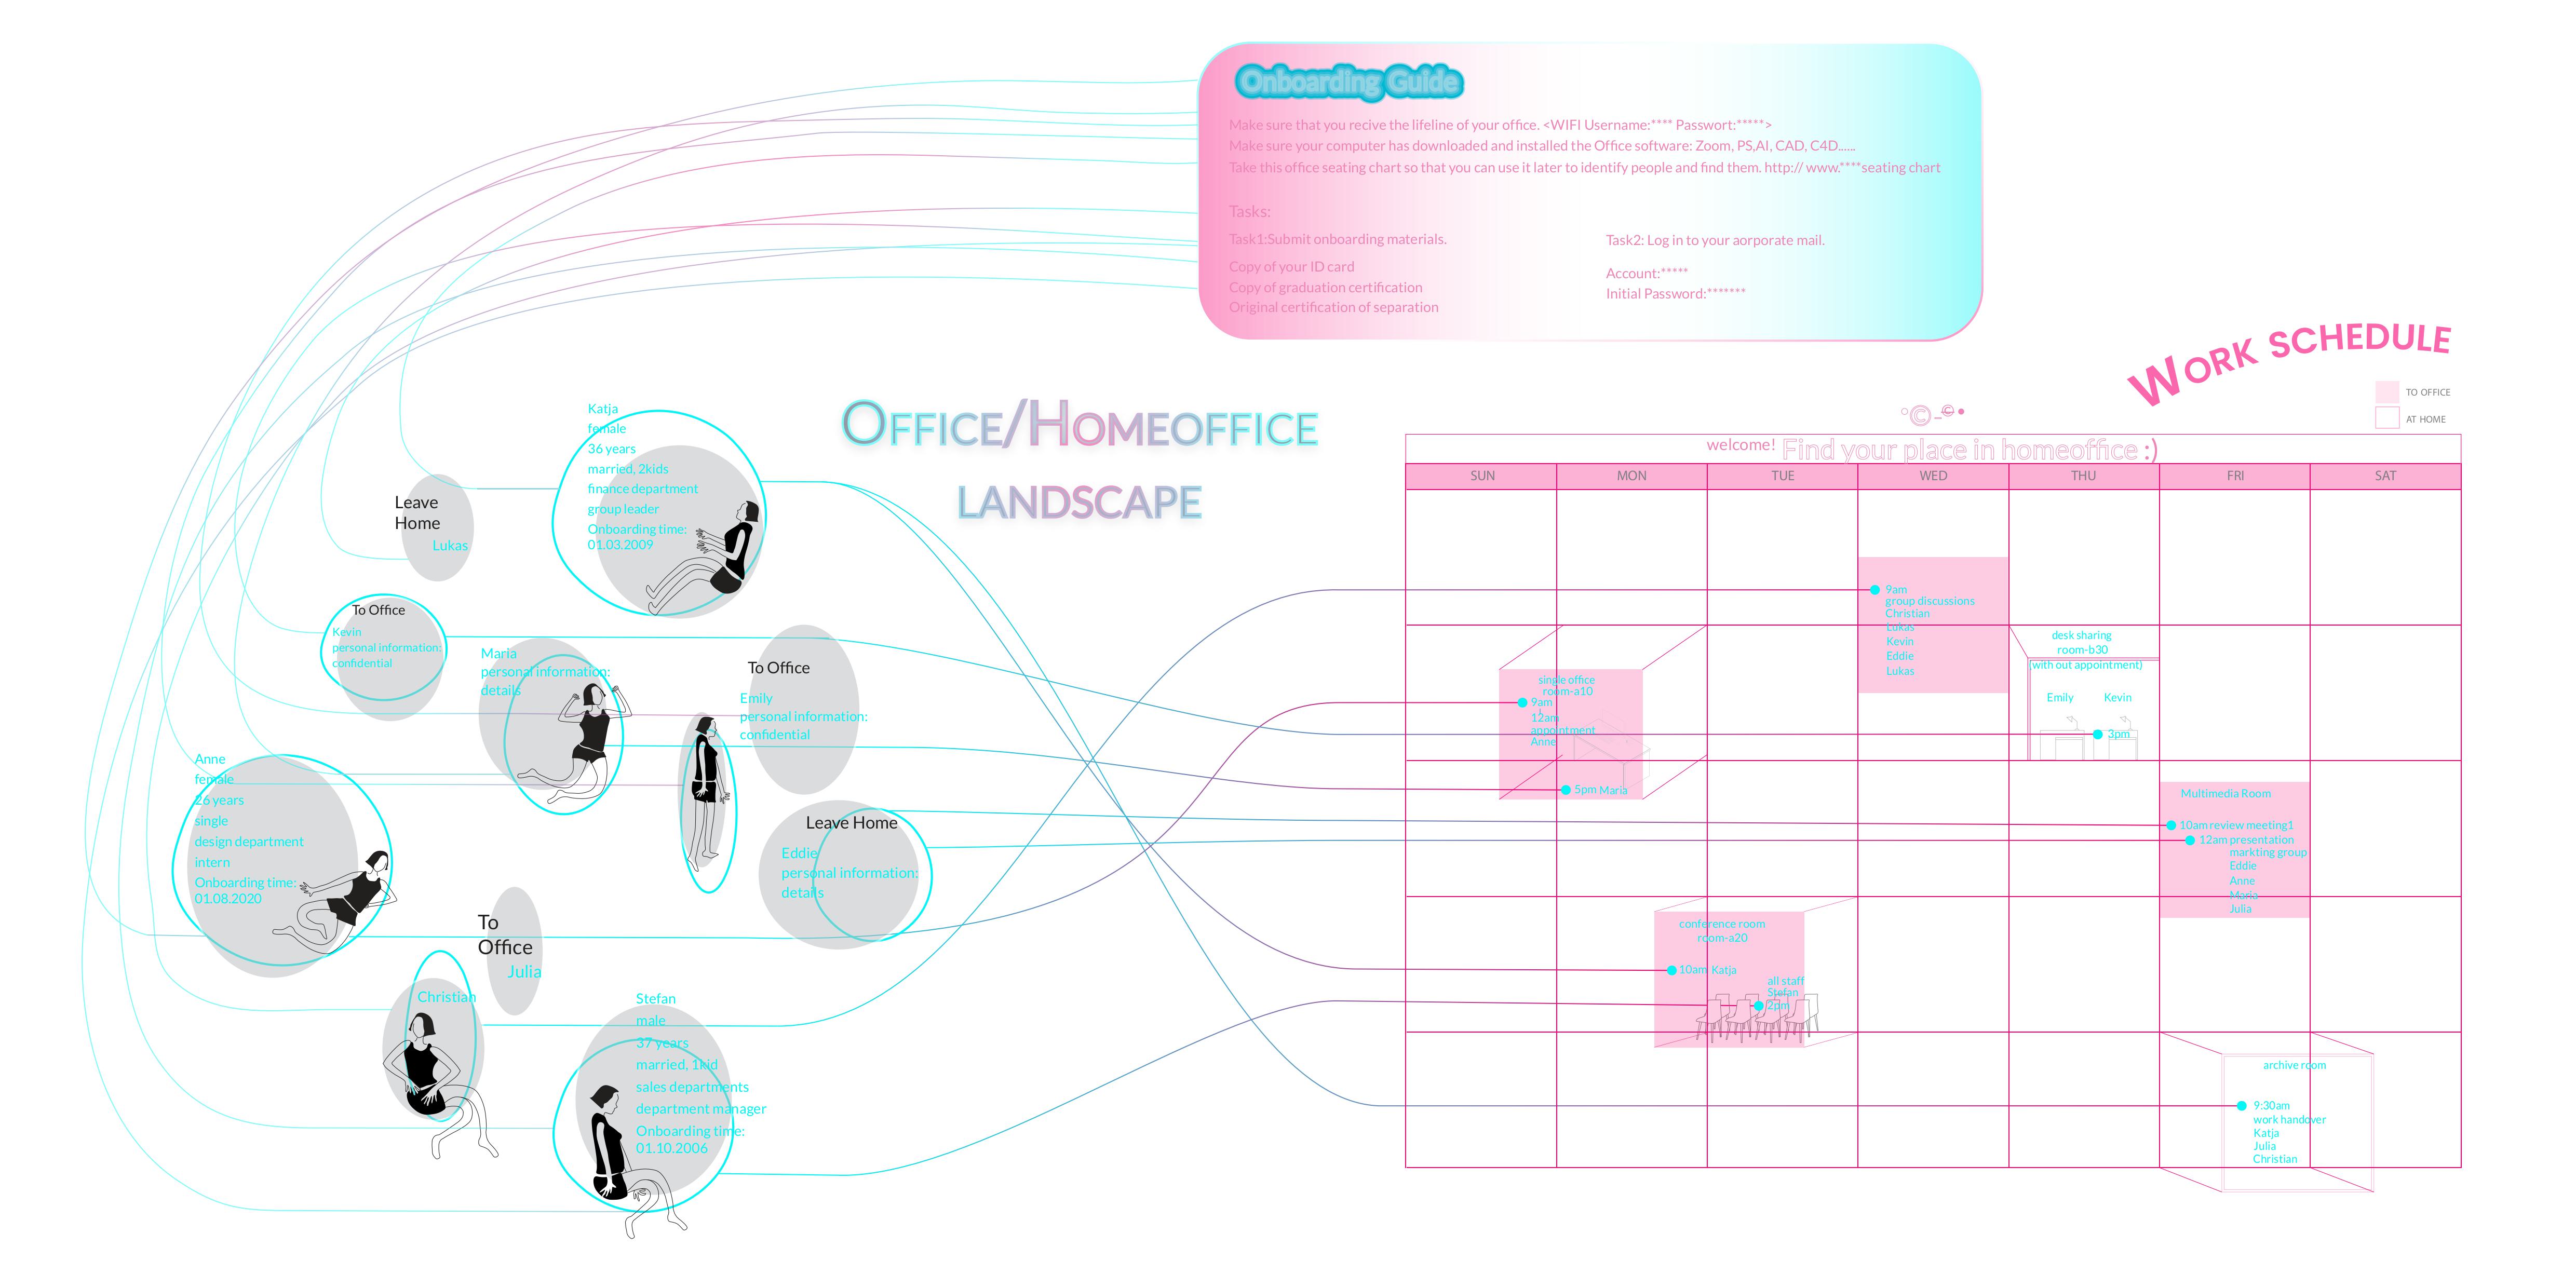 Onboarding Guide
Make sure that you recive the lifeline of your office. <WIFI Username:**** Passwort:*****>
Make sure your computer has downloaded and installed the Office software: Zoom, PS,AI, CAD, C4D......
Take this office seating chart so that you can use it later to identify people and find them. http:// www.****seating chart
Tasks:
Task1:Submit onboarding materials.
Copy of your ID card
Copy of graduation certification
Original certification of separation
Task2: Log in to your aorporate mail.
Account:*****
Initial Password:*******
WORK SCHEDULE
TO OFFICE
AT HOME
OFFICE/HOMEOFFICE
LANDSCAPE
Katja
female
36 years
married, 2kids
finance department
group leader
Onboarding time:
01.03.2009
Leave
Home
Lukas
To Office
Kevin
personal information:
confidential
Maria
personal information:
details
To Office
Emily
personal information:
confidential
Anne
female
26 years
single
design department
intern
Onboarding time:
01.08.2020
Leave Home
Eddie
personal information:
details
To
Office
Julia
Christian
Stefan
male
37 years
married, 1kid
sales departments
department manager
Onboarding time:
01.10.2006
°©_©•
welcome! Find your place in homeoffice :)
SUN MON TUE WED THU FRI SAT
9am
group discussions
Christian
Lukas
Kevin
Eddie
Lukas
desk sharing
room-b30
(with out appointment)
Emily Kevin
3pm
single office
room-a10
9am
|
12am
appointment
Anne
5pm Maria
Multimedia Room
10am review meeting1
12am presentation
markting group
Eddie
Anne
Maria
Julia
conference room
room-a20
10am Katja
all staff
Stefan
2pm
archive room
9:30am
work handover
Katja
Julia
Christian